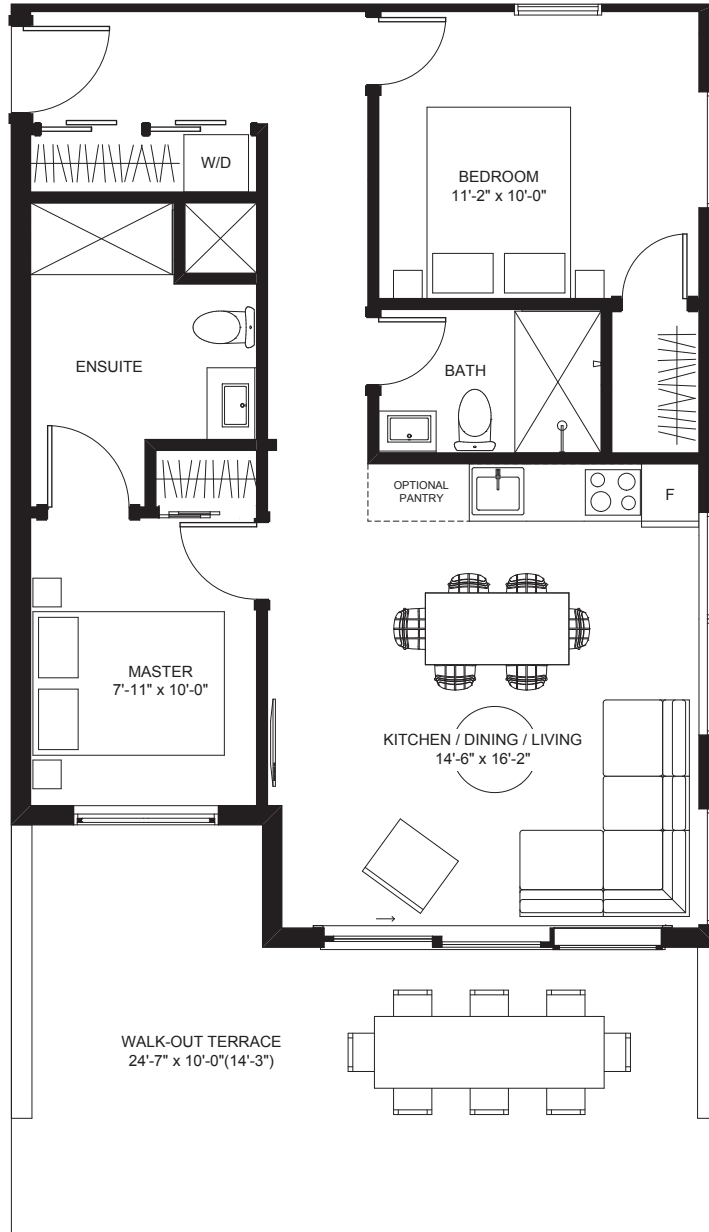 W/D
BEDROOM
11'-2" x 10'-0"
ENSUITE
BATH
OPTIONAL
PANTRY
F
MASTER
7'-11" x 10'-0"
KITCHEN / DINING / LIVING
14'-6" x 16'-2"
WALK-OUT TERRACE
24'-7" x 10'-0"(14'-3")